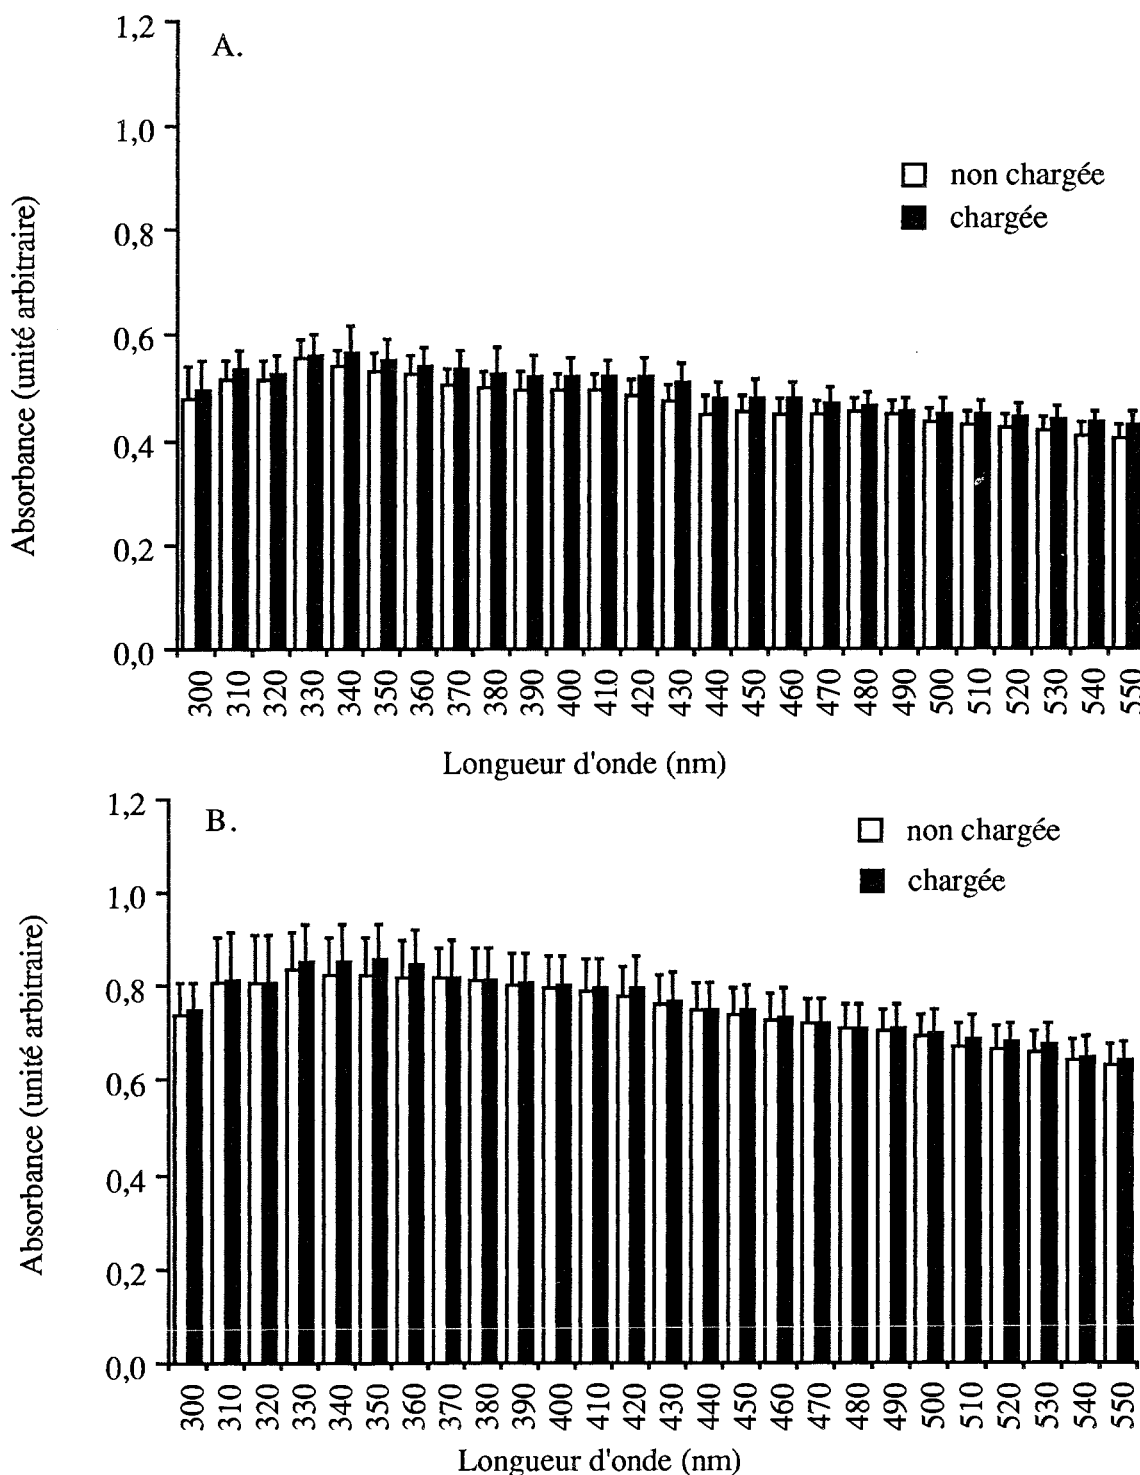 A.
1,2
1,0
0,8
0,6
0,4
0,2
0,0
Absorbance (unité arbitraire)
non chargée
chargée
300 310 320 330 340 350 360 370 380 390 400 410 420 430 440 450 460 470 480 490 500 510 520 530 540 550
Longueur d'onde (nm)
B.
1,2
1,0
0,8
0,6
0,4
0,2
0,0
Absorbance (unité arbitraire)
non chargée
chargée
300 310 320 330 340 350 360 370 380 390 400 410 420 430 440 450 460 470 480 490 500 510 520 530 540 550
Longueur d'onde (nm)